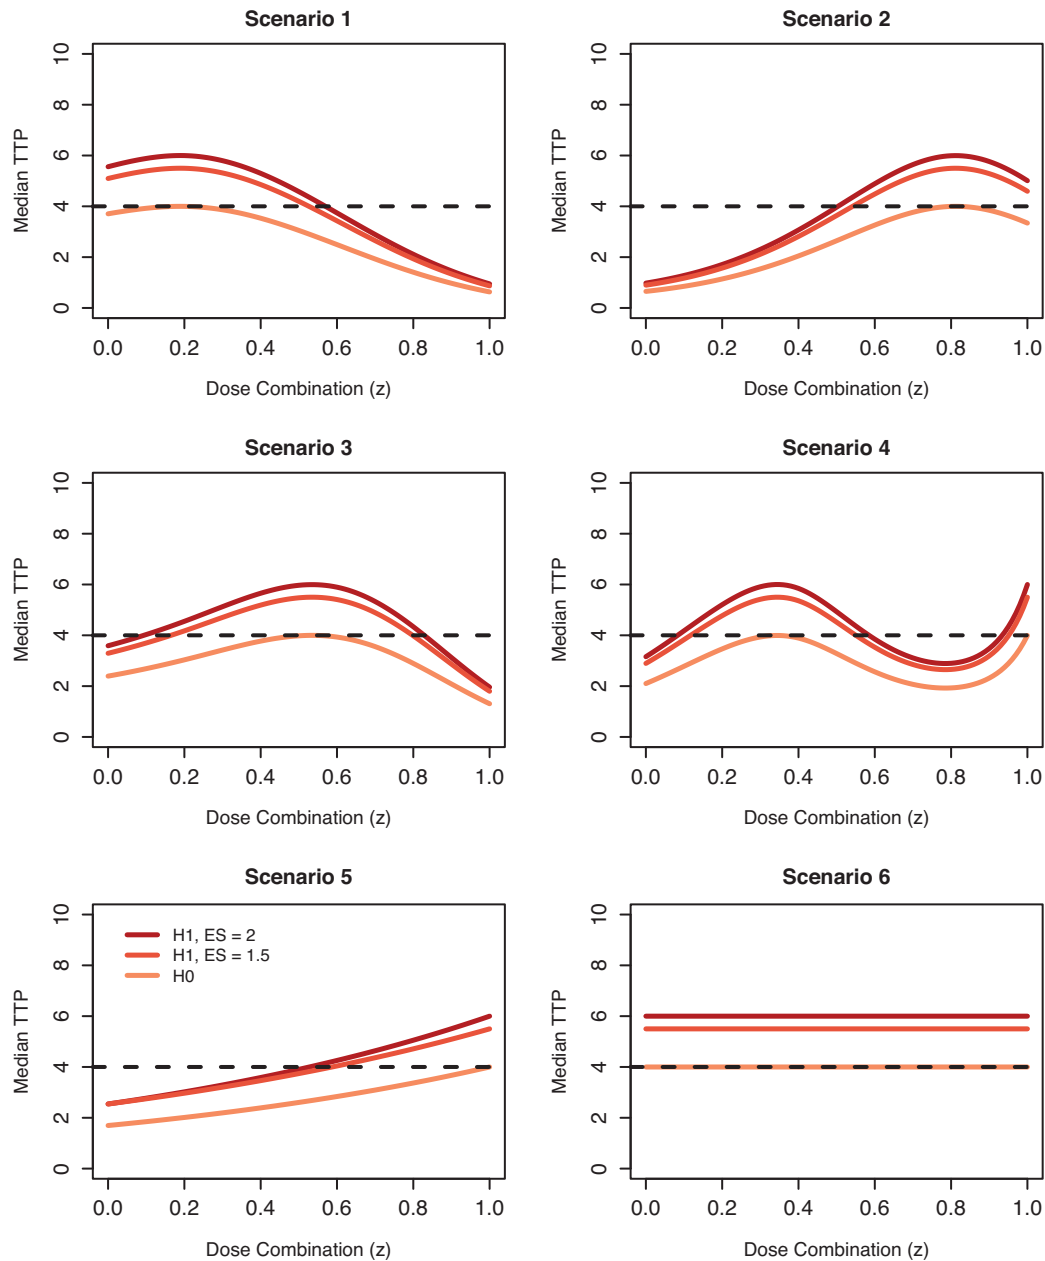 Scenario 1
Median TTP
10
8
6
4
2
0
0.0 0.2 0.4 0.6 0.8 1.0
Dose Combination (z)
Scenario 2
Median TTP
10
8
6
4
2
0
0.0 0.2 0.4 0.6 0.8 1.0
Dose Combination (z)
Scenario 3
Median TTP
10
8
6
4
2
0
0.0 0.2 0.4 0.6 0.8 1.0
Dose Combination (z)
Scenario 4
Median TTP
10
8
6
4
2
0
0.0 0.2 0.4 0.6 0.8 1.0
Dose Combination (z)
Scenario 5
Median TTP
10
8
6
4
2
0
H1, ES = 2
H1, ES = 1.5
H0
0.0 0.2 0.4 0.6 0.8 1.0
Dose Combination (z)
Scenario 6
Median TTP
10
8
6
4
2
0
0.0 0.2 0.4 0.6 0.8 1.0
Dose Combination (z)